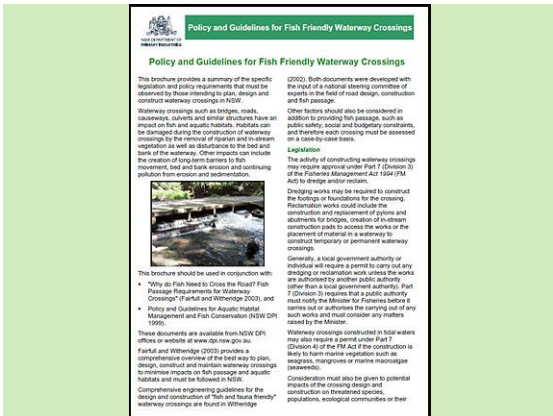 NSW DEPARTMENT OF
PRIMARY INDUSTRIES
Policy and Guidelines for Fish Friendly Waterway Crossings
Policy and Guidelines for Fish Friendly Waterway Crossings
This brochure provides a summary of the specific
legislation and policy requirements that must be
observed by those intending to plan, design and
construct waterway crossings in NSW.
Waterway crossings such as bridges, roads,
causeways, culverts and similar structures have an
impact on fish and aquatic habitats. Habitats can
be damaged during the construction of waterway
crossings by the removal of riparian and in-stream
vegetation as well as disturbance to the bed and
bank of the waterway. Other impacts can include
the creation of long-term barriers to fish
movement, bed and bank erosion and continuing
pollution from erosion and sedimentation.
This brochure should be used in conjunction with:
• "Why do Fish Need to Cross the Road? Fish
Passage Requirements for Waterway
Crossings" (Fairfull and Witheridge 2003), and
• Policy and Guidelines for Aquatic Habitat
Management and Fish Conservation (NSW DPI
1999).
These documents are available from NSW DPI
offices or website at www.dpi.nsw.gov.au.
Fairfull and Witheridge (2003) provides a
comprehensive overview of the best way to plan,
design, construct and maintain waterway crossings
to minimise impacts on fish passage and aquatic
habitats and must be followed in NSW.
Comprehensive engineering guidelines for the
design and construction of "fish and fauna friendly"
waterway crossings are found in Witheridge
(2002). Both documents were developed with
the input of a national steering committee of
experts in the field of road design, construction
and fish passage.
Other factors should also be considered in
addition to providing fish passage, such as
public safety, social and budgetary constraints,
and therefore each crossing must be assessed
on a case-by-case basis.
Legislation
The activity of constructing waterway crossings
may require approval under Part 7 (Division 3)
of the Fisheries Management Act 1994 (FM
Act) to dredge and/or reclaim.
Dredging works may be required to construct
the footings or foundations for the crossing.
Reclamation works could include the
construction and replacement of pylons and
abutments for bridges, creation of in-stream
construction pads to access the works or the
placement of material in a waterway to
construct temporary or permanent waterway
crossings.
Generally, a local government authority or
individual will require a permit to carry out any
dredging or reclamation work unless the works
are authorised by another public authority
(other than a local government authority). Part
7 (Division 3) requires that a public authority
must notify the Minister for Fisheries before it
carries out or authorises the carrying out of any
such works and must consider any matters
raised by the Minister.
Waterway crossings constructed in tidal waters
may also require a permit under Part 7
(Division 4) of the FM Act if the construction is
likely to harm marine vegetation such as
seagrass, mangroves or marine macroalgae
(seaweeds).
Consideration must also be given to potential
impacts of the crossing design and
construction on threatened species,
populations, ecological communities or their